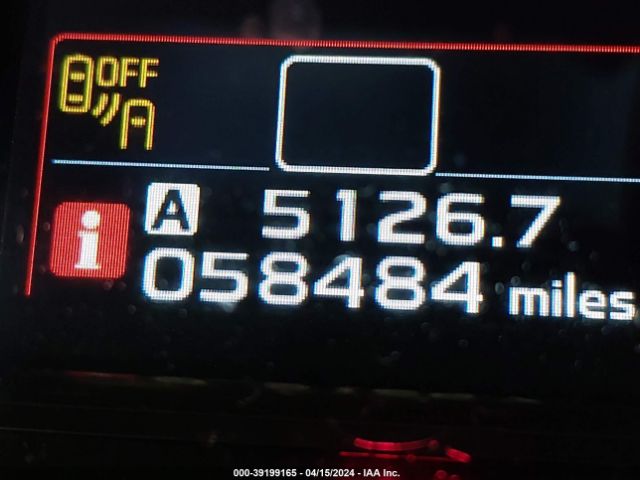 OFF
A 5126.7
i 058484 miles
000-39199165 - 04/15/2024 - IAA Inc.